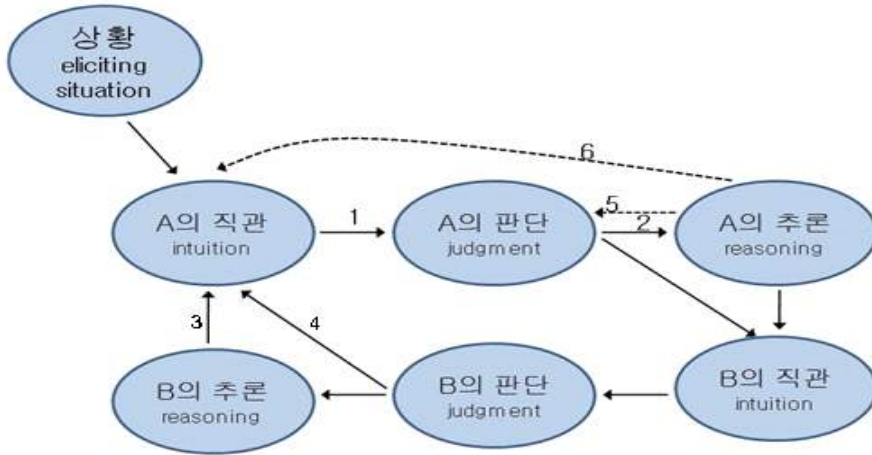 상황
eliciting
situation
6
A의 직관
intuition
1
A의 판단
judgment
5
2
A의 추론
reasoning
3
4
B의 추론
reasoning
B의 판단
judgment
B의 직관
intuition